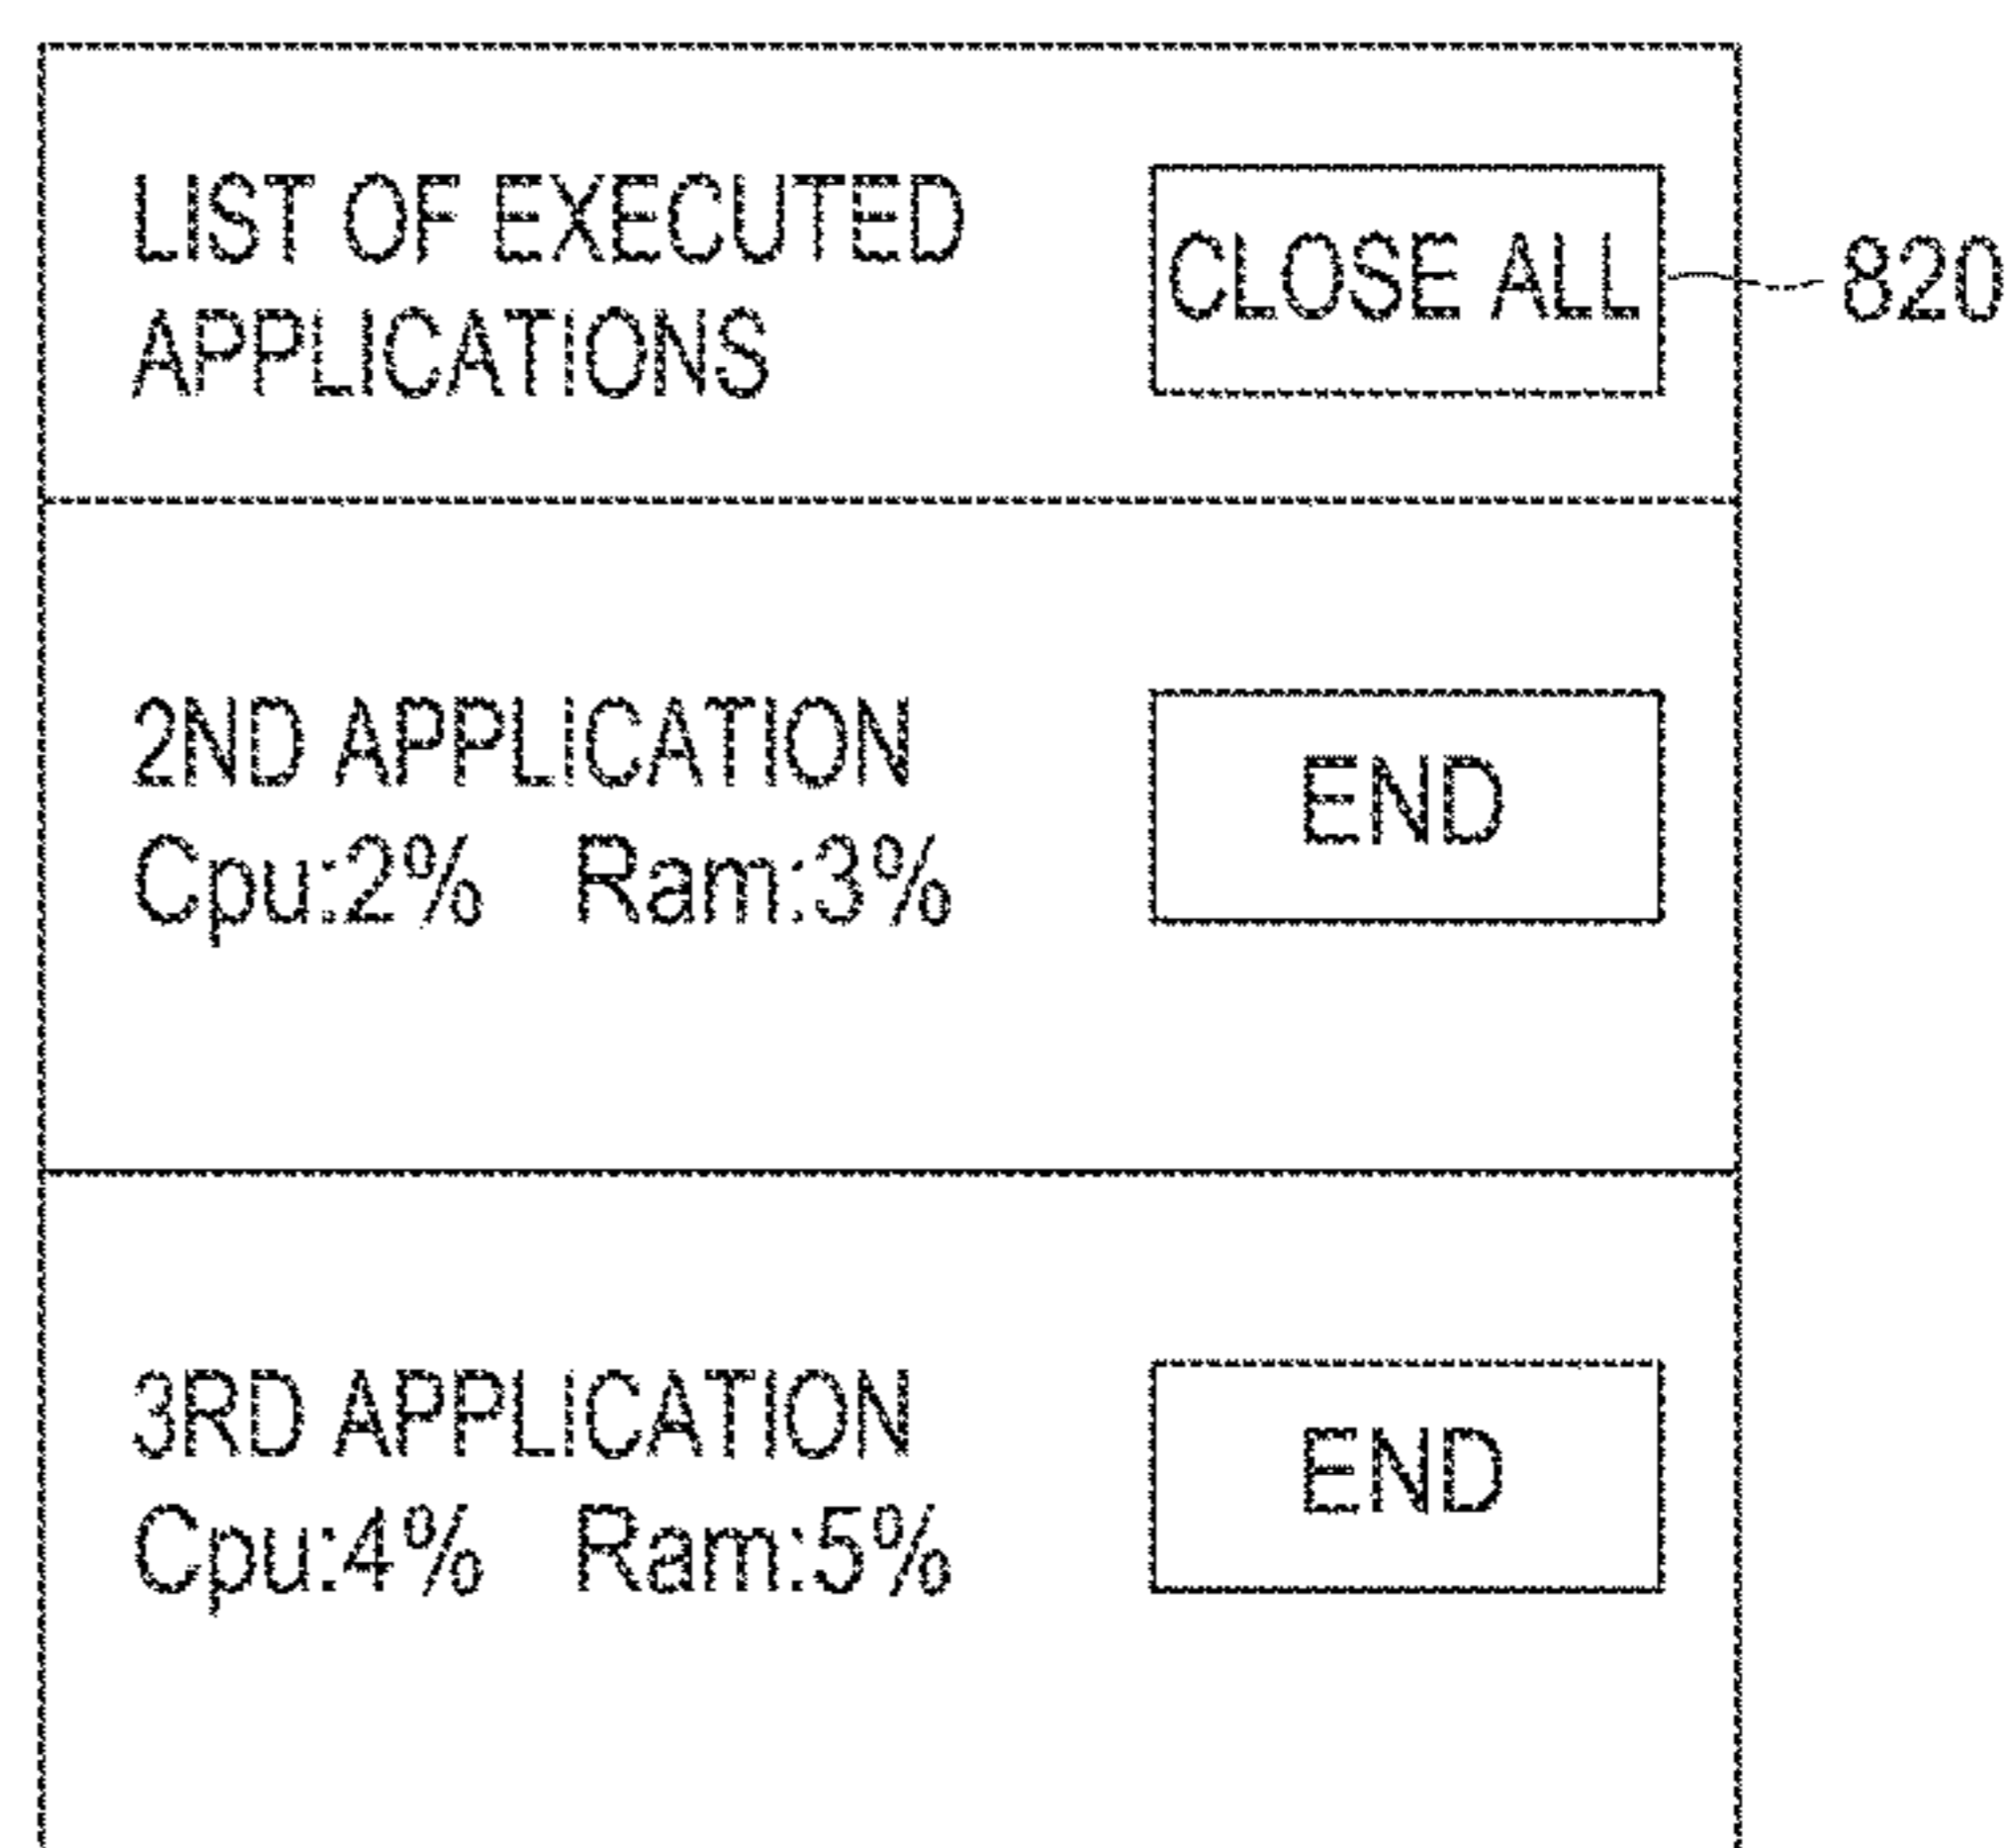 LIST OF EXECUTED
APPLICATIONS
CLOSE ALL
820
2ND APPLICATION
Cpu:2% Ram:3%
END
3RD APPLICATION
Cpu:4% Ram:5%
END